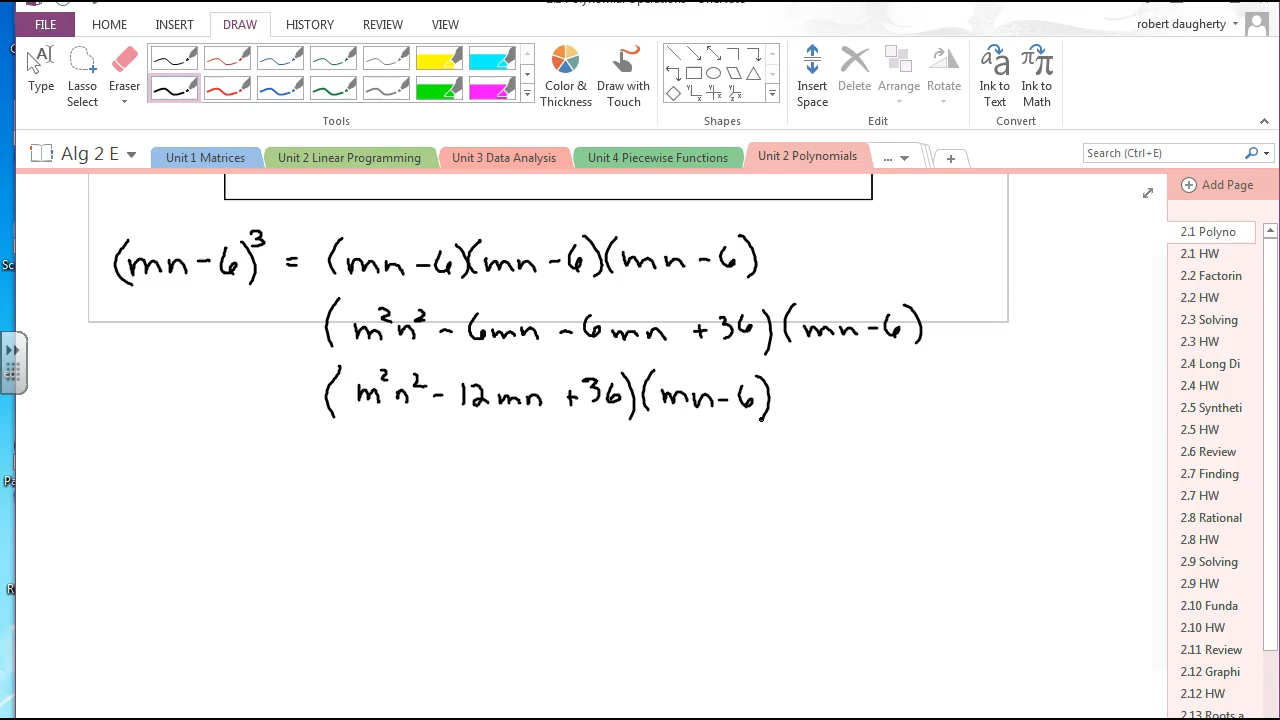 robert daugherty
FILE HOME INSERT DRAW HISTORY REVIEW VIEW
Type Lasso Select Eraser Color & Thickness Draw with Touch Insert Space Delete Arrange Rotate Ink to Text Ink to Math
Tools Shapes Edit Convert
Alg 2 E Unit 1 Matrices Unit 2 Linear Programming Unit 3 Data Analysis Unit 4 Piecewise Functions Unit 2 Polynomials ... + Search (Ctrl+E)
Add Page
2.1 Polyno
2.1 HW
2.2 Factorin
2.2 HW
2.3 Solving
2.3 HW
2.4 Long Di
2.4 HW
2.5 Syntheti
2.5 HW
2.6 Review
2.7 Finding
2.7 HW
2.8 Rational
2.8 HW
2.9 Solving
2.9 HW
2.10 Funda
2.10 HW
2.11 Review
2.12 Graphi
2.12 HW
2.13 Roots a
(mn - 6)³ = (mn - 6)(mn - 6)(mn - 6)
(m²n² - 6mn - 6mn + 36)(mn - 6)
(m²n² - 12mn + 36)(mn - 6)